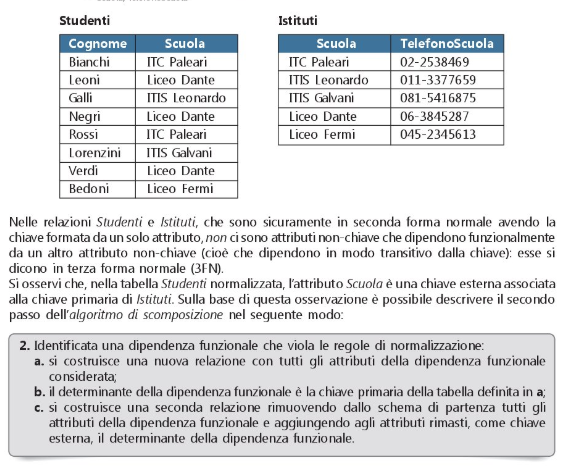 Studenti
Istituti
Cognome Scuola
Scuola TelefonoScuola
Bianchi ITC Paleari
ITC Paleari 02-2538469
Leoni Liceo Dante
ITIS Leonardo 011-3377659
Galli ITIS Leonardo
ITIS Galvani 081-5416875
Negri Liceo Dante
Liceo Dante 06-3845287
Rossi ITC Paleari
Liceo Fermi 045-2345613
Lorenzini ITIS Galvani
Verdi Liceo Dante
Bedoni Liceo Fermi
Nelle relazioni Studenti e Istituti, che sono sicuramente in seconda forma normale avendo la
chiave formata da un solo attributo, non ci sono attributi non-chiave che dipendono funzionalmente
da un altro attributo non-chiave (cioè che dipendono in modo transitivo dalla chiave): esse si
dicono in terza forma normale (3FN).
Si osservi che, nella tabella Studenti normalizzata, l'attributo Scuola è una chiave esterna associata
alla chiave primaria di Istituti. Sulla base di questa osservazione è possibile descrivere il secondo
passo dell'algoritmo di scomposizione nel seguente modo:
2. Identificata una dipendenza funzionale che viola le regole di normalizzazione:
a. si costruisce una nuova relazione con tutti gli attributi della dipendenza funzionale
considerata;
b. il determinante della dipendenza funzionale è la chiave primaria della tabella definita in a;
c. si costruisce una seconda relazione rimuovendo dallo schema di partenza tutti gli
attributi della dipendenza funzionale e aggiungendo agli attributi rimasti, come chiave
esterna, il determinante della dipendenza funzionale.